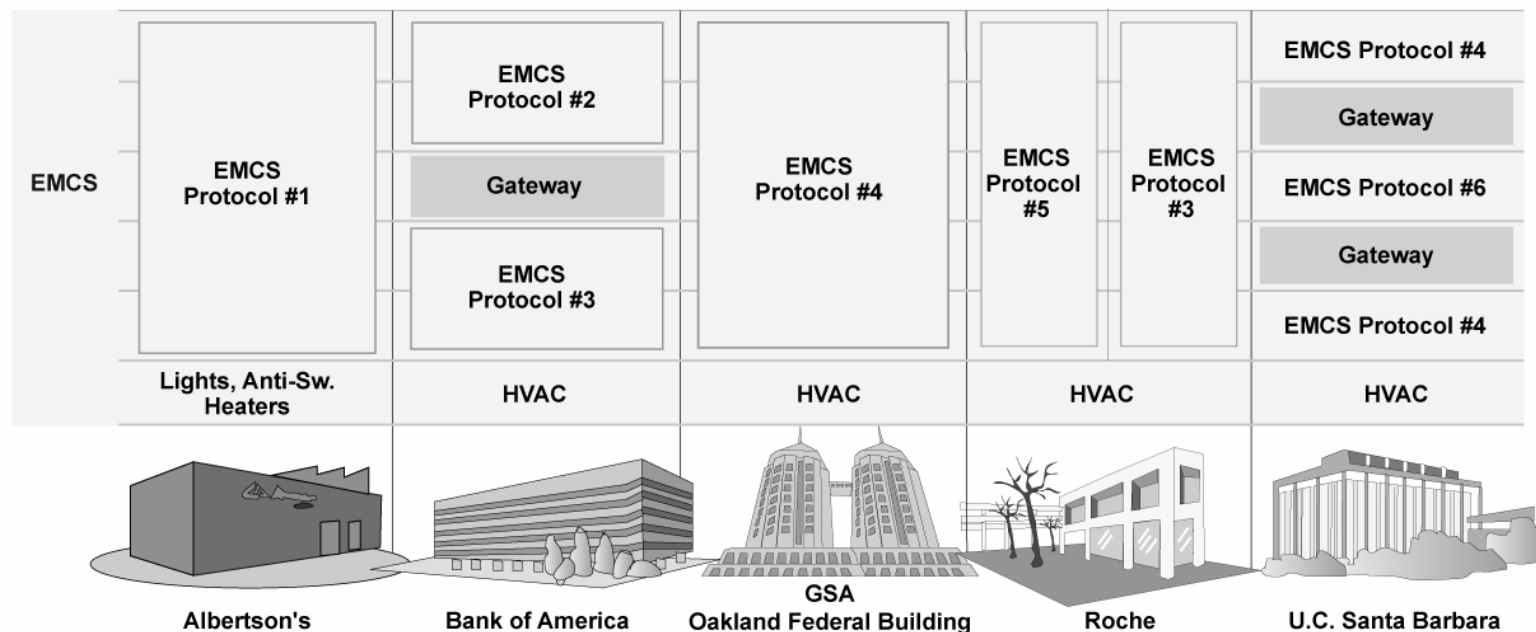 EMCS
EMCS
Protocol #1
EMCS
Protocol #2
Gateway
EMCS
Protocol #3
EMCS
Protocol #4
EMCS
Protocol
#5
EMCS
Protocol
#3
EMCS Protocol #4
Gateway
EMCS Protocol #6
Gateway
EMCS Protocol #4
Lights, Anti-Sw.
Heaters
HVAC
HVAC
HVAC
HVAC
Albertson's
Bank of America
GSA
Oakland Federal Building
Roche
U.C. Santa Barbara